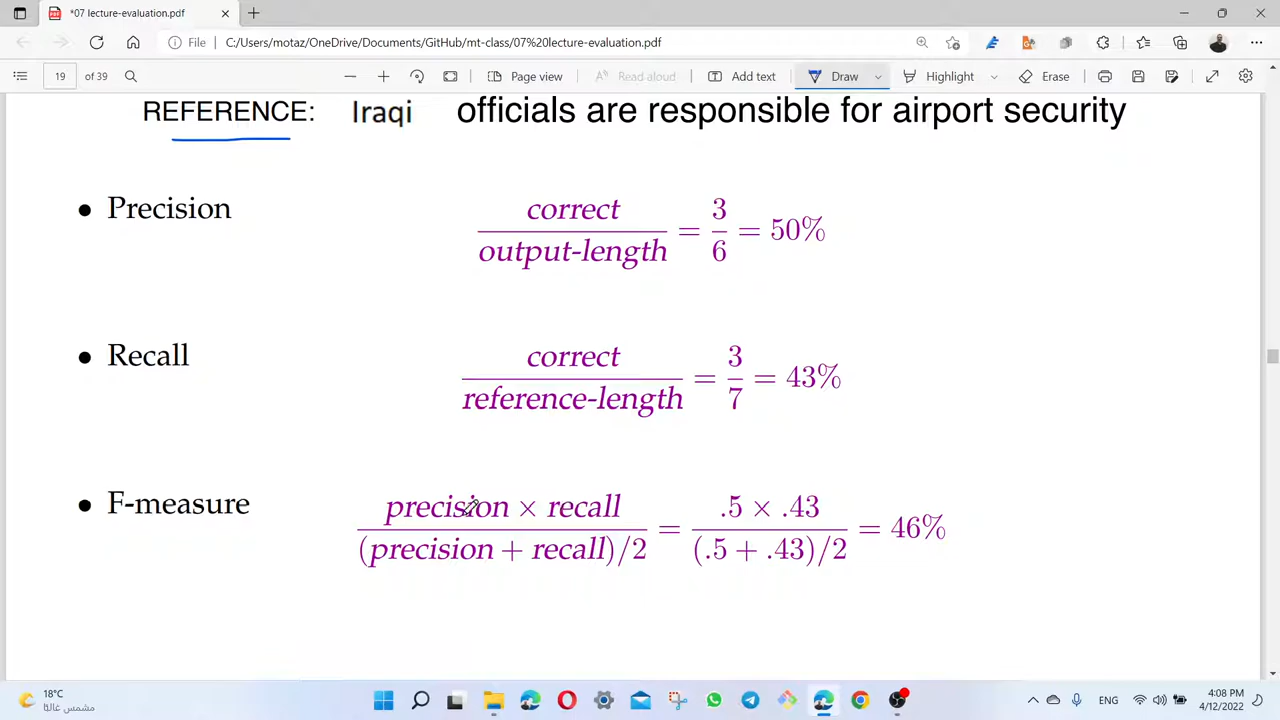 *07 lecture-evaluation.pdf
File C:/Users/motaz/OneDrive/Documents/GitHub/mt-class/07%20lecture-evaluation.pdf
19 of 39 Page view Read aloud Add text Draw Highlight Erase
REFERENCE: Iraqi officials are responsible for airport security
• Precision correct/output-length = 3/6 = 50%
• Recall correct/reference-length = 3/7 = 43%
• F-measure precision × recall/(precision + recall)/2 = .5 × .43/(.5 + .43)/2 = 46%
18°C
مشمس غالبًا
ENG
4:08 PM
4/12/2022